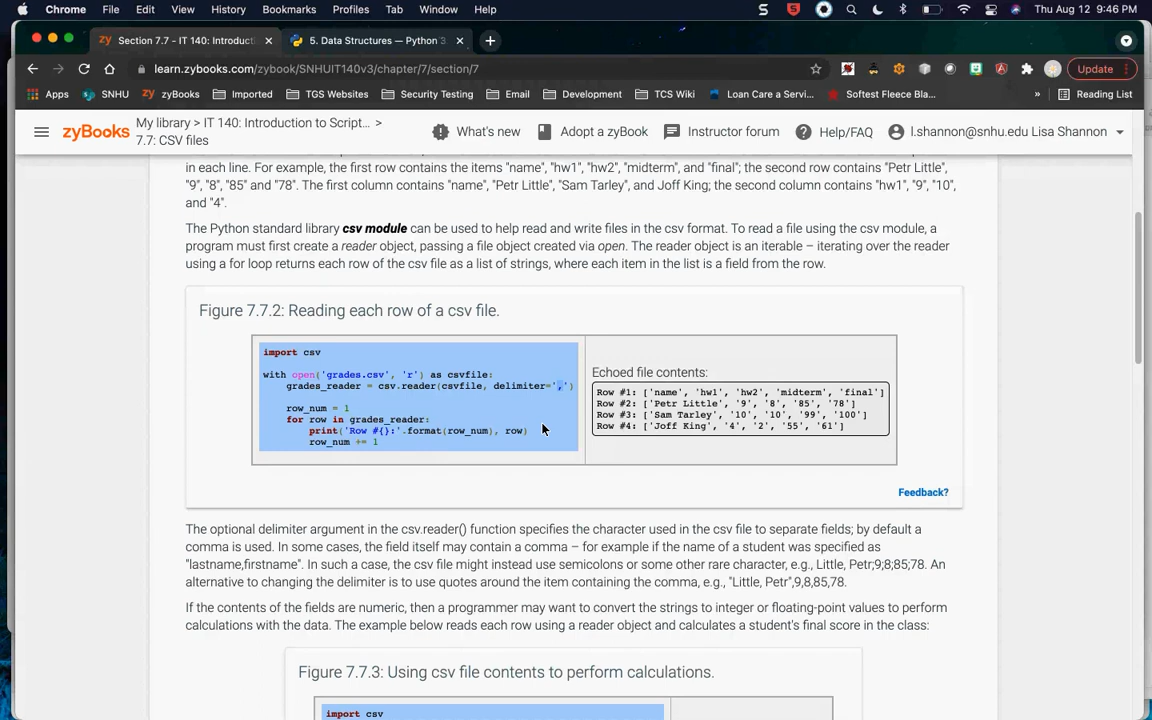 Chrome File Edit View History Bookmarks Profiles Tab Window Help Thu Aug 12 9:46 PM
zy Section 7.7 - IT 140: Introducti × 5. Data Structures — Python 3. × +
learn.zybooks.com/zybook/SNHUIT140v3/chapter/7/section/7 Update
Apps SNHU zy zyBooks Imported TGS Websites Security Testing Email Development TCS Wiki Loan Care a Servi... Softest Fleece Bla... » Reading List
zyBooks My library > IT 140: Introduction to Script... > What's new Adopt a zyBook Instructor forum Help/FAQ l.shannon@snhu.edu Lisa Shannon
7.7: CSV files
in each line. For example, the first row contains the items "name", "hw1", "hw2", "midterm", and "final"; the second row contains "Petr Little",
"9", "8", "85" and "78". The first column contains "name", "Petr Little", "Sam Tarley", and Joff King; the second column contains "hw1", "9", "10",
and "4".
The Python standard library csv module can be used to help read and write files in the csv format. To read a file using the csv module, a
program must first create a reader object, passing a file object created via open. The reader object is an iterable – iterating over the reader
using a for loop returns each row of the csv file as a list of strings, where each item in the list is a field from the row.
Figure 7.7.2: Reading each row of a csv file.
import csv
with open('grades.csv', 'r') as csvfile:
grades_reader = csv.reader(csvfile, delimiter=',')
row_num = 1
for row in grades_reader:
print('Row #{}:'.format(row_num), row)
row_num += 1
Echoed file contents:
Row #1: ['name', 'hw1', 'hw2', 'midterm', 'final']
Row #2: ['Petr Little', '9', '8', '85', '78']
Row #3: ['Sam Tarley', '10', '10', '99', '100']
Row #4: ['Joff King', '4', '2', '55', '61']
Feedback?
The optional delimiter argument in the csv.reader() function specifies the character used in the csv file to separate fields; by default a
comma is used. In some cases, the field itself may contain a comma – for example if the name of a student was specified as
"lastname,firstname". In such a case, the csv file might instead use semicolons or some other rare character, e.g., Little, Petr;9;8;85;78. An
alternative to changing the delimiter is to use quotes around the item containing the comma, e.g., "Little, Petr",9,8,85,78.
If the contents of the fields are numeric, then a programmer may want to convert the strings to integer or floating-point values to perform
calculations with the data. The example below reads each row using a reader object and calculates a student's final score in the class:
Figure 7.7.3: Using csv file contents to perform calculations.
import csv